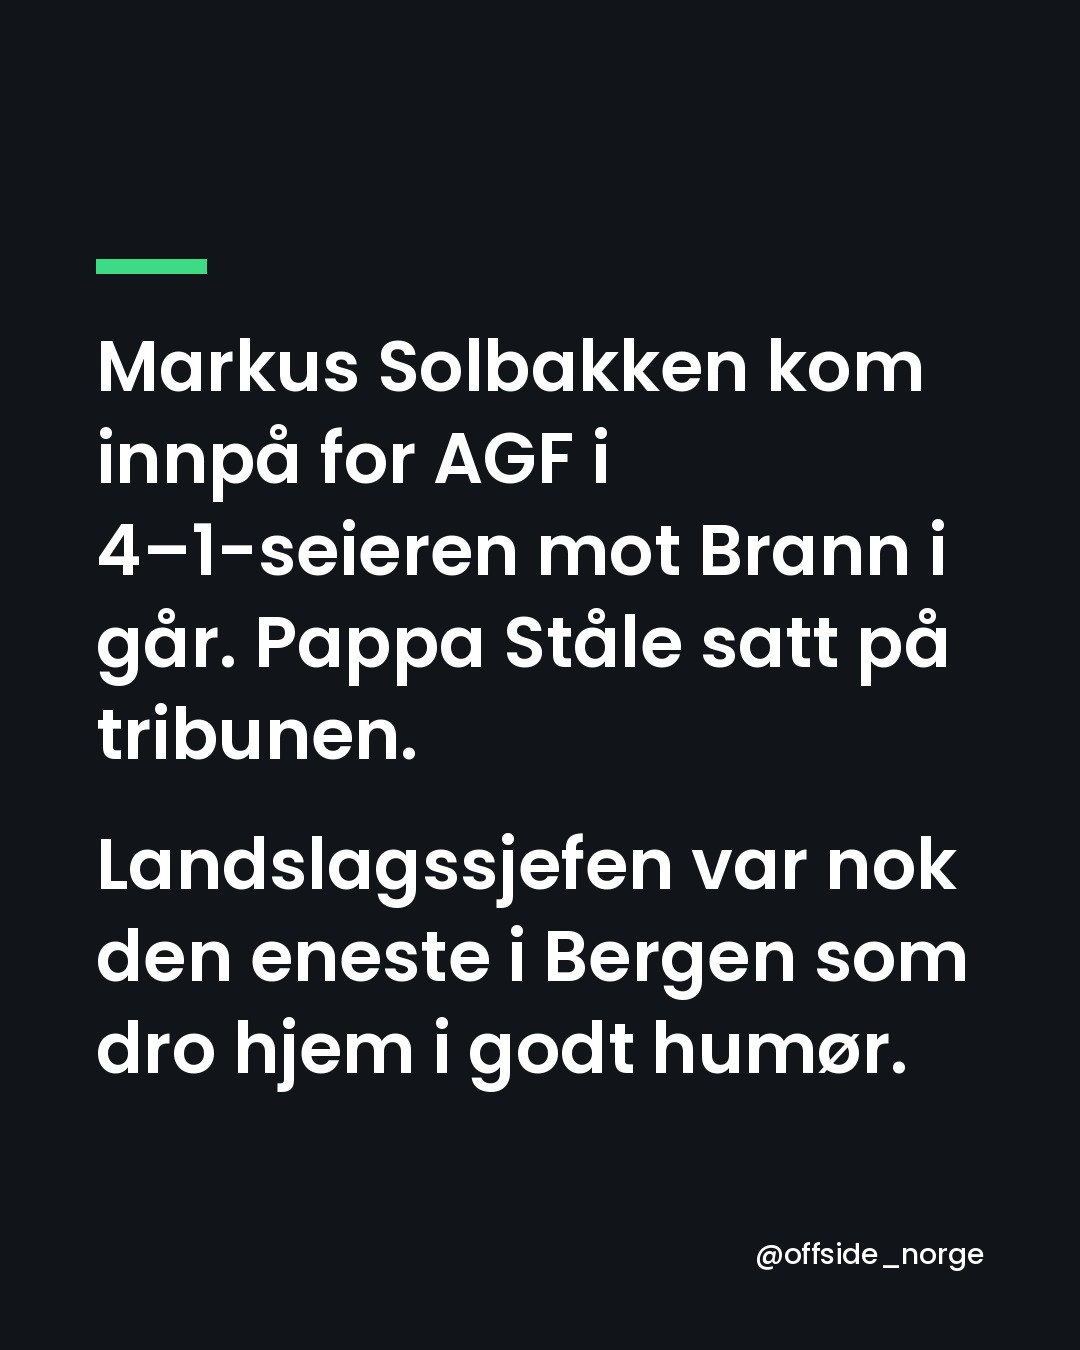 Markus Solbakken kom
innpå for AGF i
4–1-seieren mot Brann i
går. Pappa Ståle satt på
tribunen.
Landslagssjefen var nok
den eneste i Bergen som
dro hjem i godt humør.
@offside_norge